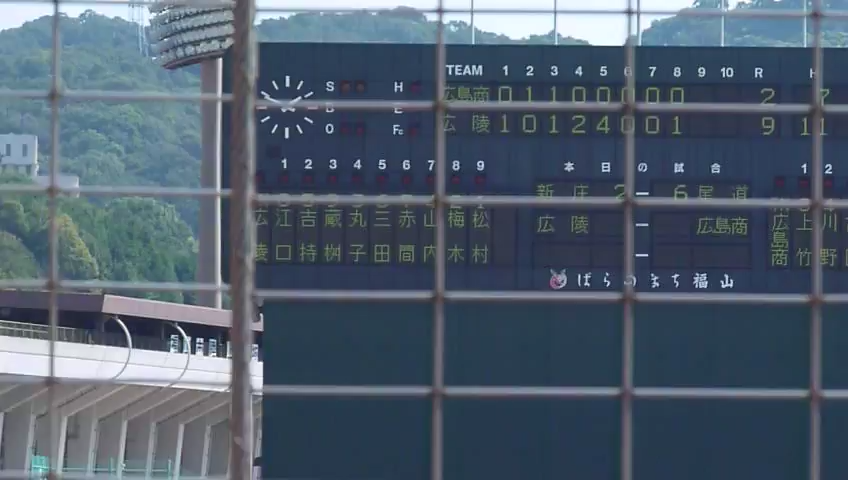 TEAM 1 2 3 4 5 6 7 8 9 10 R H
S H
広島商 0 1 1 0 0 0 0 0 2 7
B E
広陵 1 0 1 2 4 0 0 1 9 11
O Fc
1 2 3 4 5 6 7 8 9
本日の試合
1 2
新庄 2 - 6 尾道
広陵 江口 吉持 蔵桝 丸子 三田 赤間 山内 梅木 松村
広陵 - 広島商
広島商 上竹 川野
-
ばらのまち福山